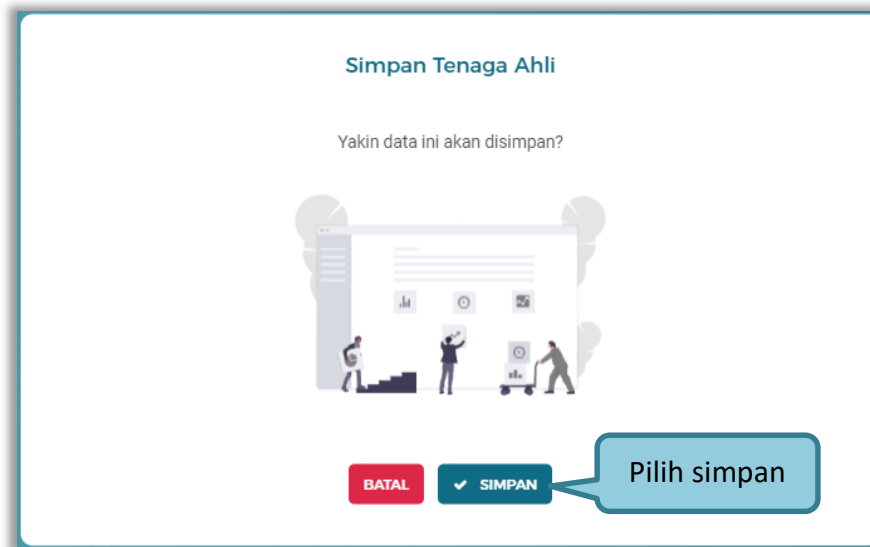 Simpan Tenaga Ahli
Yakin data ini akan disimpan?
BATAL
SIMPAN
Pilih simpan